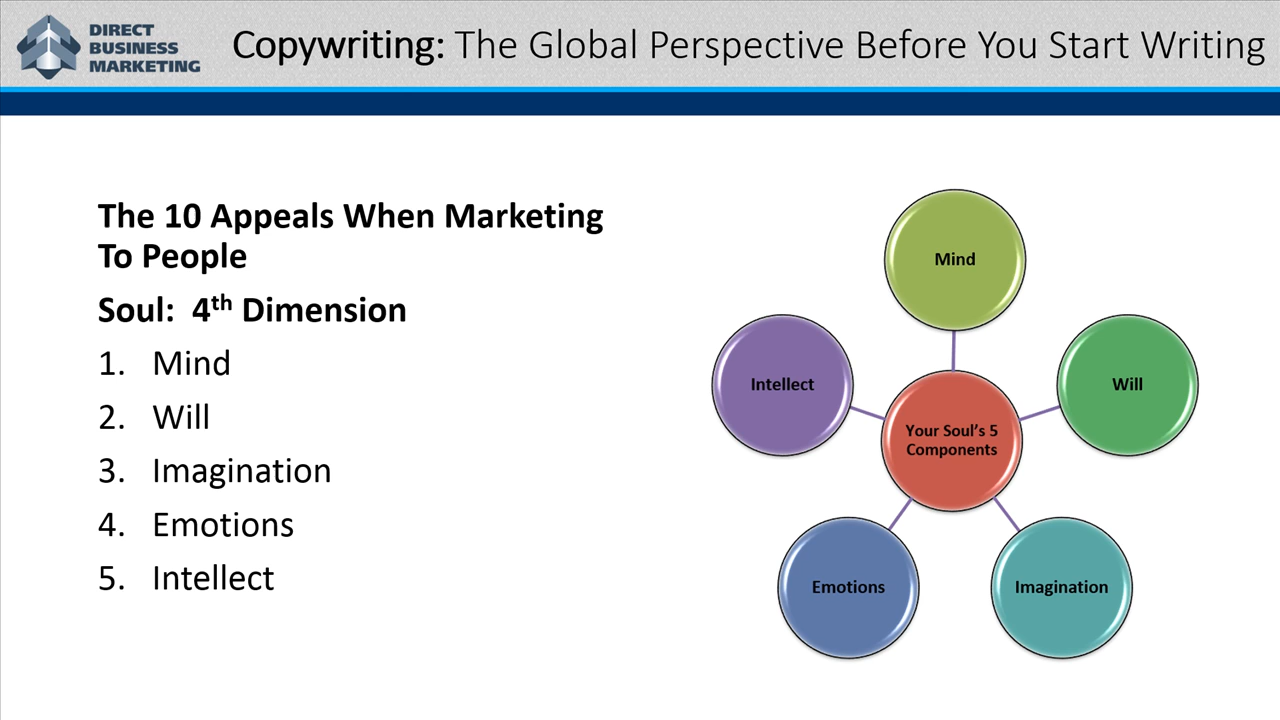 DIRECT
BUSINESS
MARKETING
Copywriting: The Global Perspective Before You Start Writing
The 10 Appeals When Marketing
To People
Soul: 4th Dimension
1. Mind
2. Will
3. Imagination
4. Emotions
5. Intellect
Mind
Intellect
Will
Your Soul's 5
Components
Emotions
Imagination